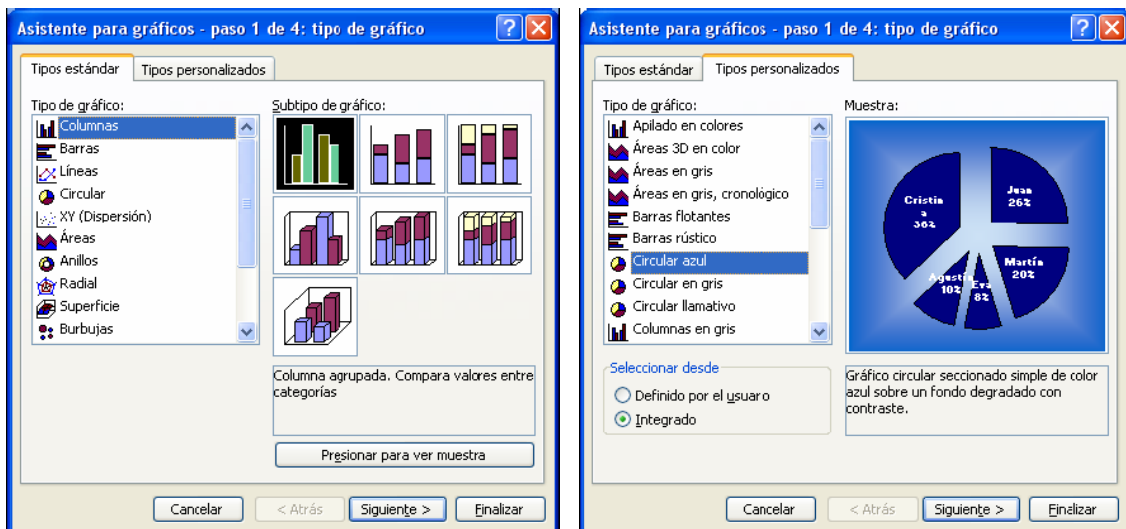 Asistente para gráficos - paso 1 de 4: tipo de gráfico
Tipos estándar
Tipos personalizados
Tipo de gráfico:
Columnas
Barras
Líneas
Circular
XY (Dispersión)
Áreas
Anillos
Radial
Superficie
Burbujas
Subtipo de gráfico:
Columna agrupada. Compara valores entre
categorías
Presionar para ver muestra
Cancelar
< Atrás
Siguiente >
Finalizar
Asistente para gráficos - paso 1 de 4: tipo de gráfico
Tipos estándar
Tipos personalizados
Tipo de gráfico:
Apilado en colores
Áreas 3D en color
Áreas en gris
Áreas en gris, cronológico
Barras flotantes
Barras rústico
Circular azul
Circular en gris
Circular llamativo
Columnas en gris
Muestra:
Juan
26%
Cristin
a
36%
Martín
20%
Agustín
10%
Eva
8%
Seleccionar desde
Definido por el usuaro
Integrado
Gráfico circular seccionado simple de color
azul sobre un fondo degradado con
contraste.
Cancelar
< Atrás
Siguiente >
Finalizar